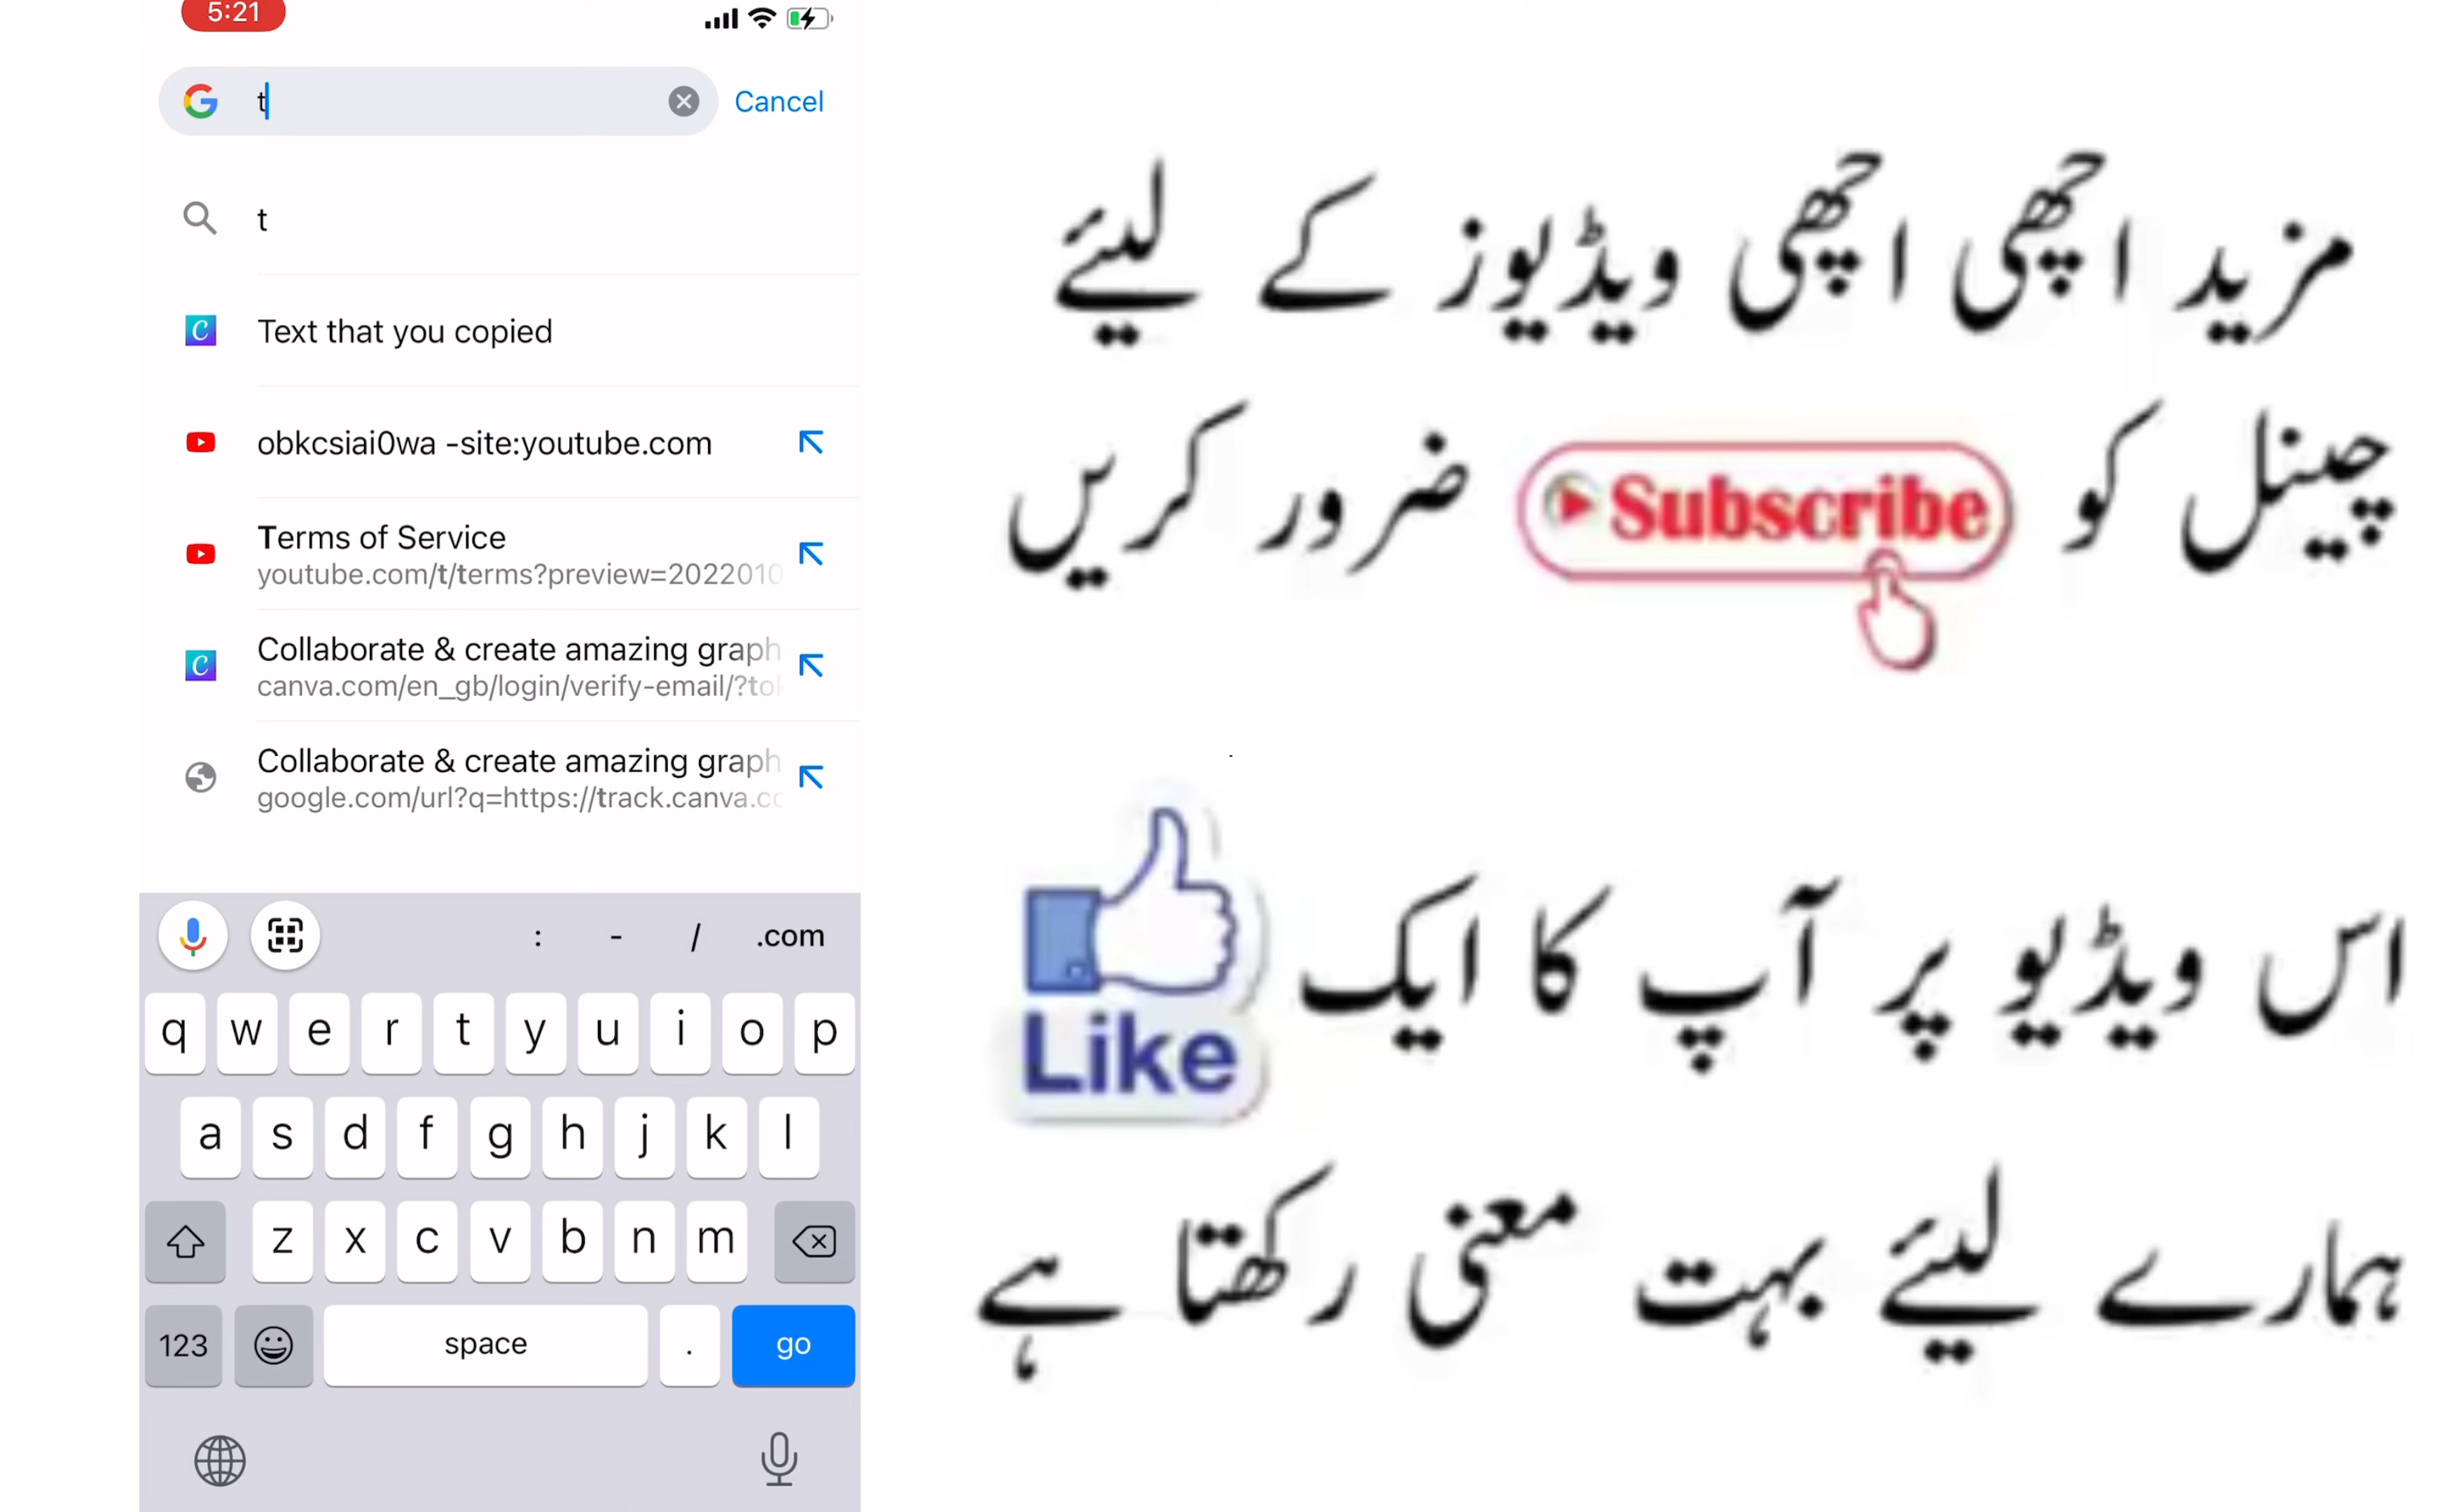 5:21
t
Cancel
t
Text that you copied
obkcsiai0wa -site:youtube.com
Terms of Service
youtube.com/t/terms?preview=2022010
Collaborate & create amazing graph
canva.com/en_gb/login/verify-email/?to
Collaborate & create amazing graph
google.com/url?q=https://track.canva.co
: - / .com
q w e r t y u i o p
a s d f g h j k l
z x c v b n m
123 space . go
مزید اچھی اچھی ویڈیوز کے لیئے
چینل کو Subscribe ضرور کریں
اس ویڈیو پر آپ کا ایک Like
ہمارے لیئے بہت معنی رکھتا ہے